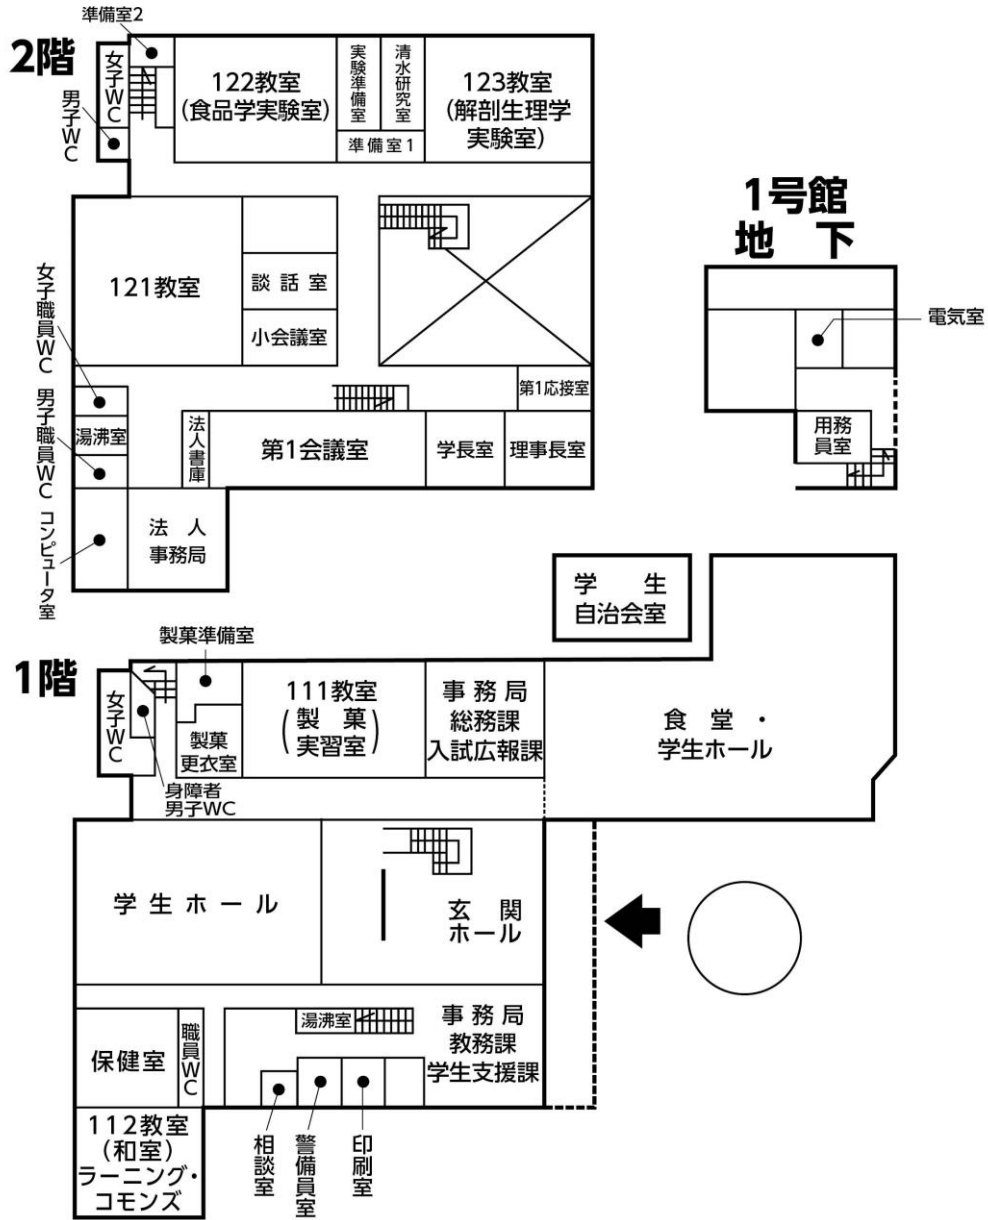 準備室2
2階
女子WC
男子WC
122教室
(食品学実験室)
実験準備室
清水研究室
準備室1
123教室
(解剖生理学
実験室)
121教室
談話室
小会議室
女子職員WC
湯沸室
男子職員WC
コンピュータ室
法人書庫
第1会議室
学長室
理事長室
第1応接室
法人
事務局
1号館
地下
電気室
用務
員室
学生
自治会室
1階
製菓準備室
女子WC
製菓
更衣室
身障者
男子WC
111教室
(製菓
実習室)
事務局
総務課
入試広報課
食堂・
学生ホール
学生ホール
玄関
ホール
保健室
職員WC
湯沸室
事務局
教務課
学生支援課
112教室
(和室)
ラーニング・
コモンズ
相談室
警備員室
印刷室